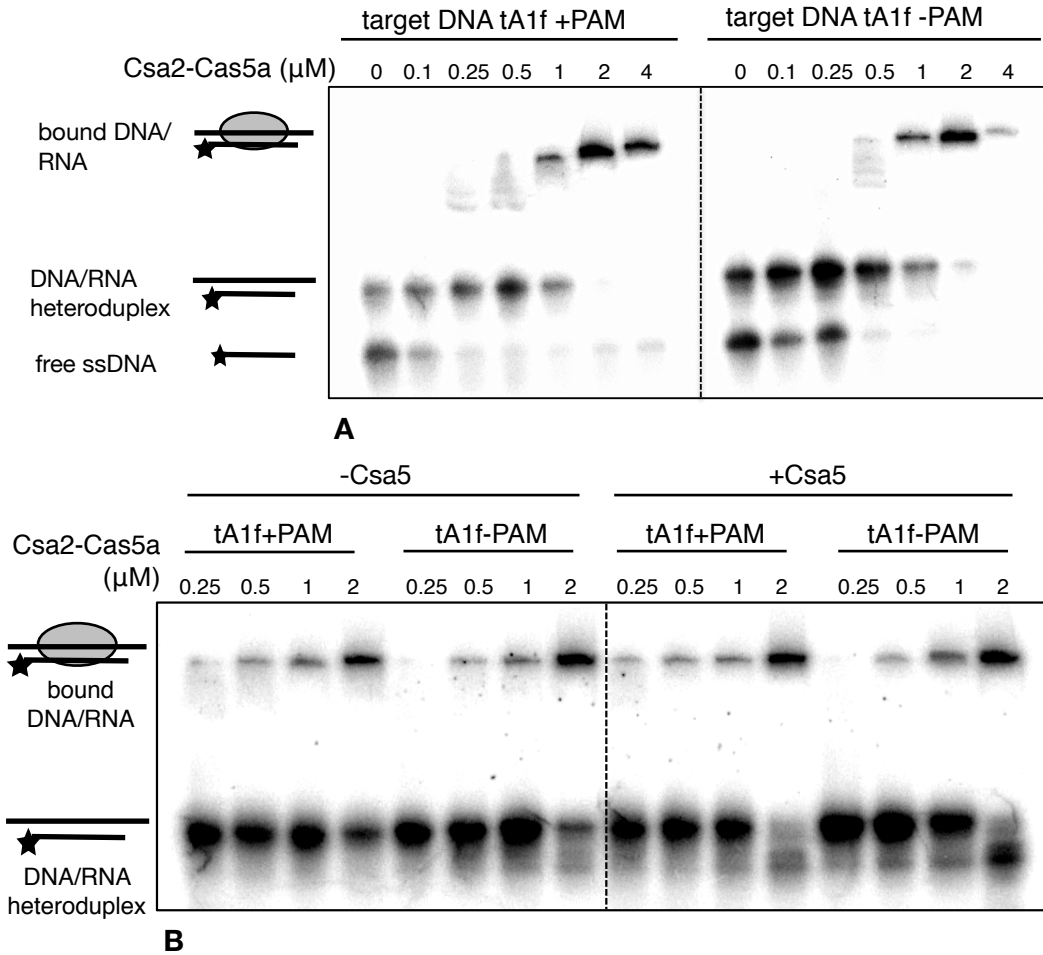 target DNA tA1f +PAM target DNA tA1f -PAM
Csa2-Cas5a (μM) 0 0.1 0.25 0.5 1 2 4 0 0.1 0.25 0.5 1 2 4
bound DNA/
RNA
DNA/RNA
heteroduplex
free ssDNA
A
-Csa5 +Csa5
tA1f+PAM tA1f-PAM tA1f+PAM tA1f-PAM
Csa2-Cas5a
(μM)
0.25 0.5 1 2 0.25 0.5 1 2 0.25 0.5 1 2 0.25 0.5 1 2
bound
DNA/RNA
DNA/RNA
heteroduplex
B